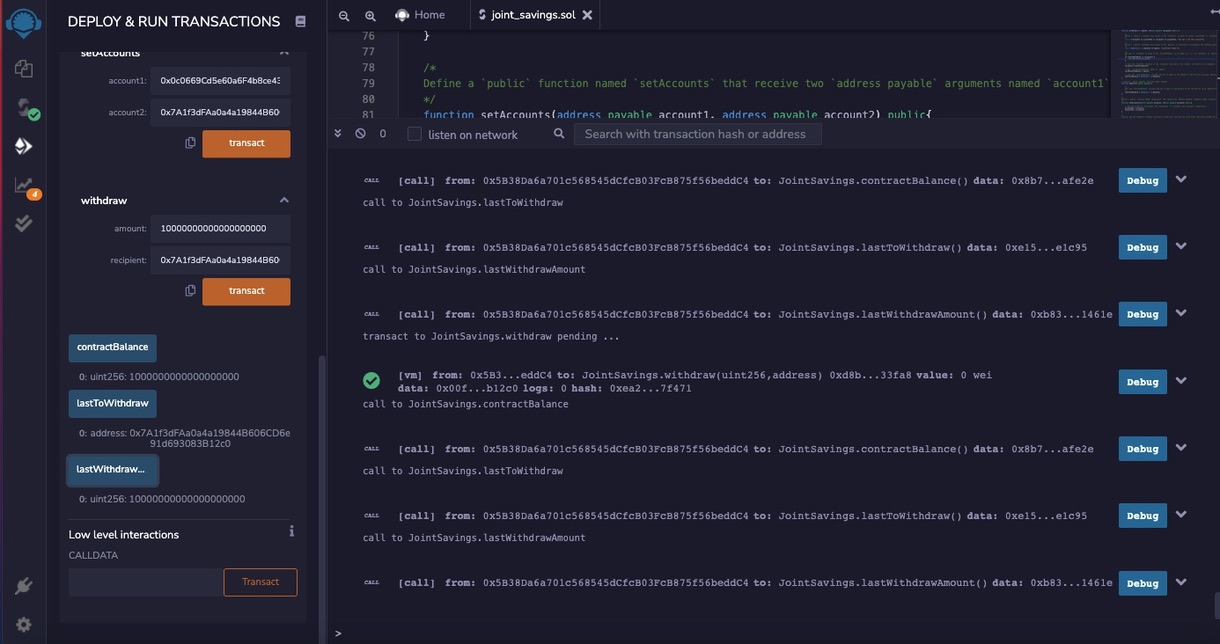 DEPLOY & RUN TRANSACTIONS
setAccounts
account1: 0x0c0669Cd5e60a6F4b8ce43
account2: 0x7A1f3dFAa0a4a19844B60
transact
withdraw
amount: 10000000000000000000
recipient: 0x7A1f3dFAa0a4a19844B60
transact
contractBalance
0: uint256: 1000000000000000000
lastToWithdraw
0: address: 0x7A1f3dFAa0a4a19844B606CD6e
91d693083B12c0
lastWithdraw...
0: uint256: 10000000000000000000
Low level interactions
i
CALLDATA
Transact
4
Home
joint_savings.sol
76 }
77
78 /*
79 Define a `public` function named `setAccounts` that receive two `address payable` arguments named `account1`
80 */
81 function setAccounts(address payable account1, address payable account2) public{
0 listen on network Search with transaction hash or address
CALL [call] from: 0x5B38Da6a701c568545dCfcB03FcB875f56beddC4 to: JointSavings.contractBalance() data: 0x8b7...afe2e Debug
call to JointSavings.lastToWithdraw
CALL [call] from: 0x5B38Da6a701c568545dCfcB03FcB875f56beddC4 to: JointSavings.lastToWithdraw() data: 0xe15...e1c95 Debug
call to JointSavings.lastWithdrawAmount
CALL [call] from: 0x5B38Da6a701c568545dCfcB03FcB875f56beddC4 to: JointSavings.lastWithdrawAmount() data: 0xb83...1461e Debug
transact to JointSavings.withdraw pending ...
[vm] from: 0x5B3...eddC4 to: JointSavings.withdraw(uint256,address) 0xd8b...33fa8 value: 0 wei
data: 0x00f...b12c0 logs: 0 hash: 0xea2...7f471 Debug
call to JointSavings.contractBalance
CALL [call] from: 0x5B38Da6a701c568545dCfcB03FcB875f56beddC4 to: JointSavings.contractBalance() data: 0x8b7...afe2e Debug
call to JointSavings.lastToWithdraw
CALL [call] from: 0x5B38Da6a701c568545dCfcB03FcB875f56beddC4 to: JointSavings.lastToWithdraw() data: 0xe15...e1c95 Debug
call to JointSavings.lastWithdrawAmount
CALL [call] from: 0x5B38Da6a701c568545dCfcB03FcB875f56beddC4 to: JointSavings.lastWithdrawAmount() data: 0xb83...1461e Debug
>